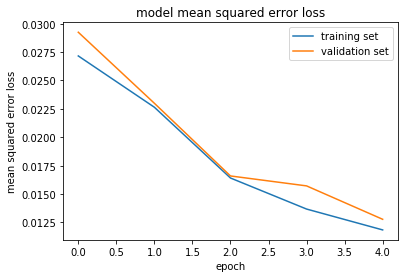 model mean squared error loss
training set
validation set
mean squared error loss
0.0300
0.0275
0.0250
0.0225
0.0200
0.0175
0.0150
0.0125
0.0 0.5 1.0 1.5 2.0 2.5 3.0 3.5 4.0
epoch